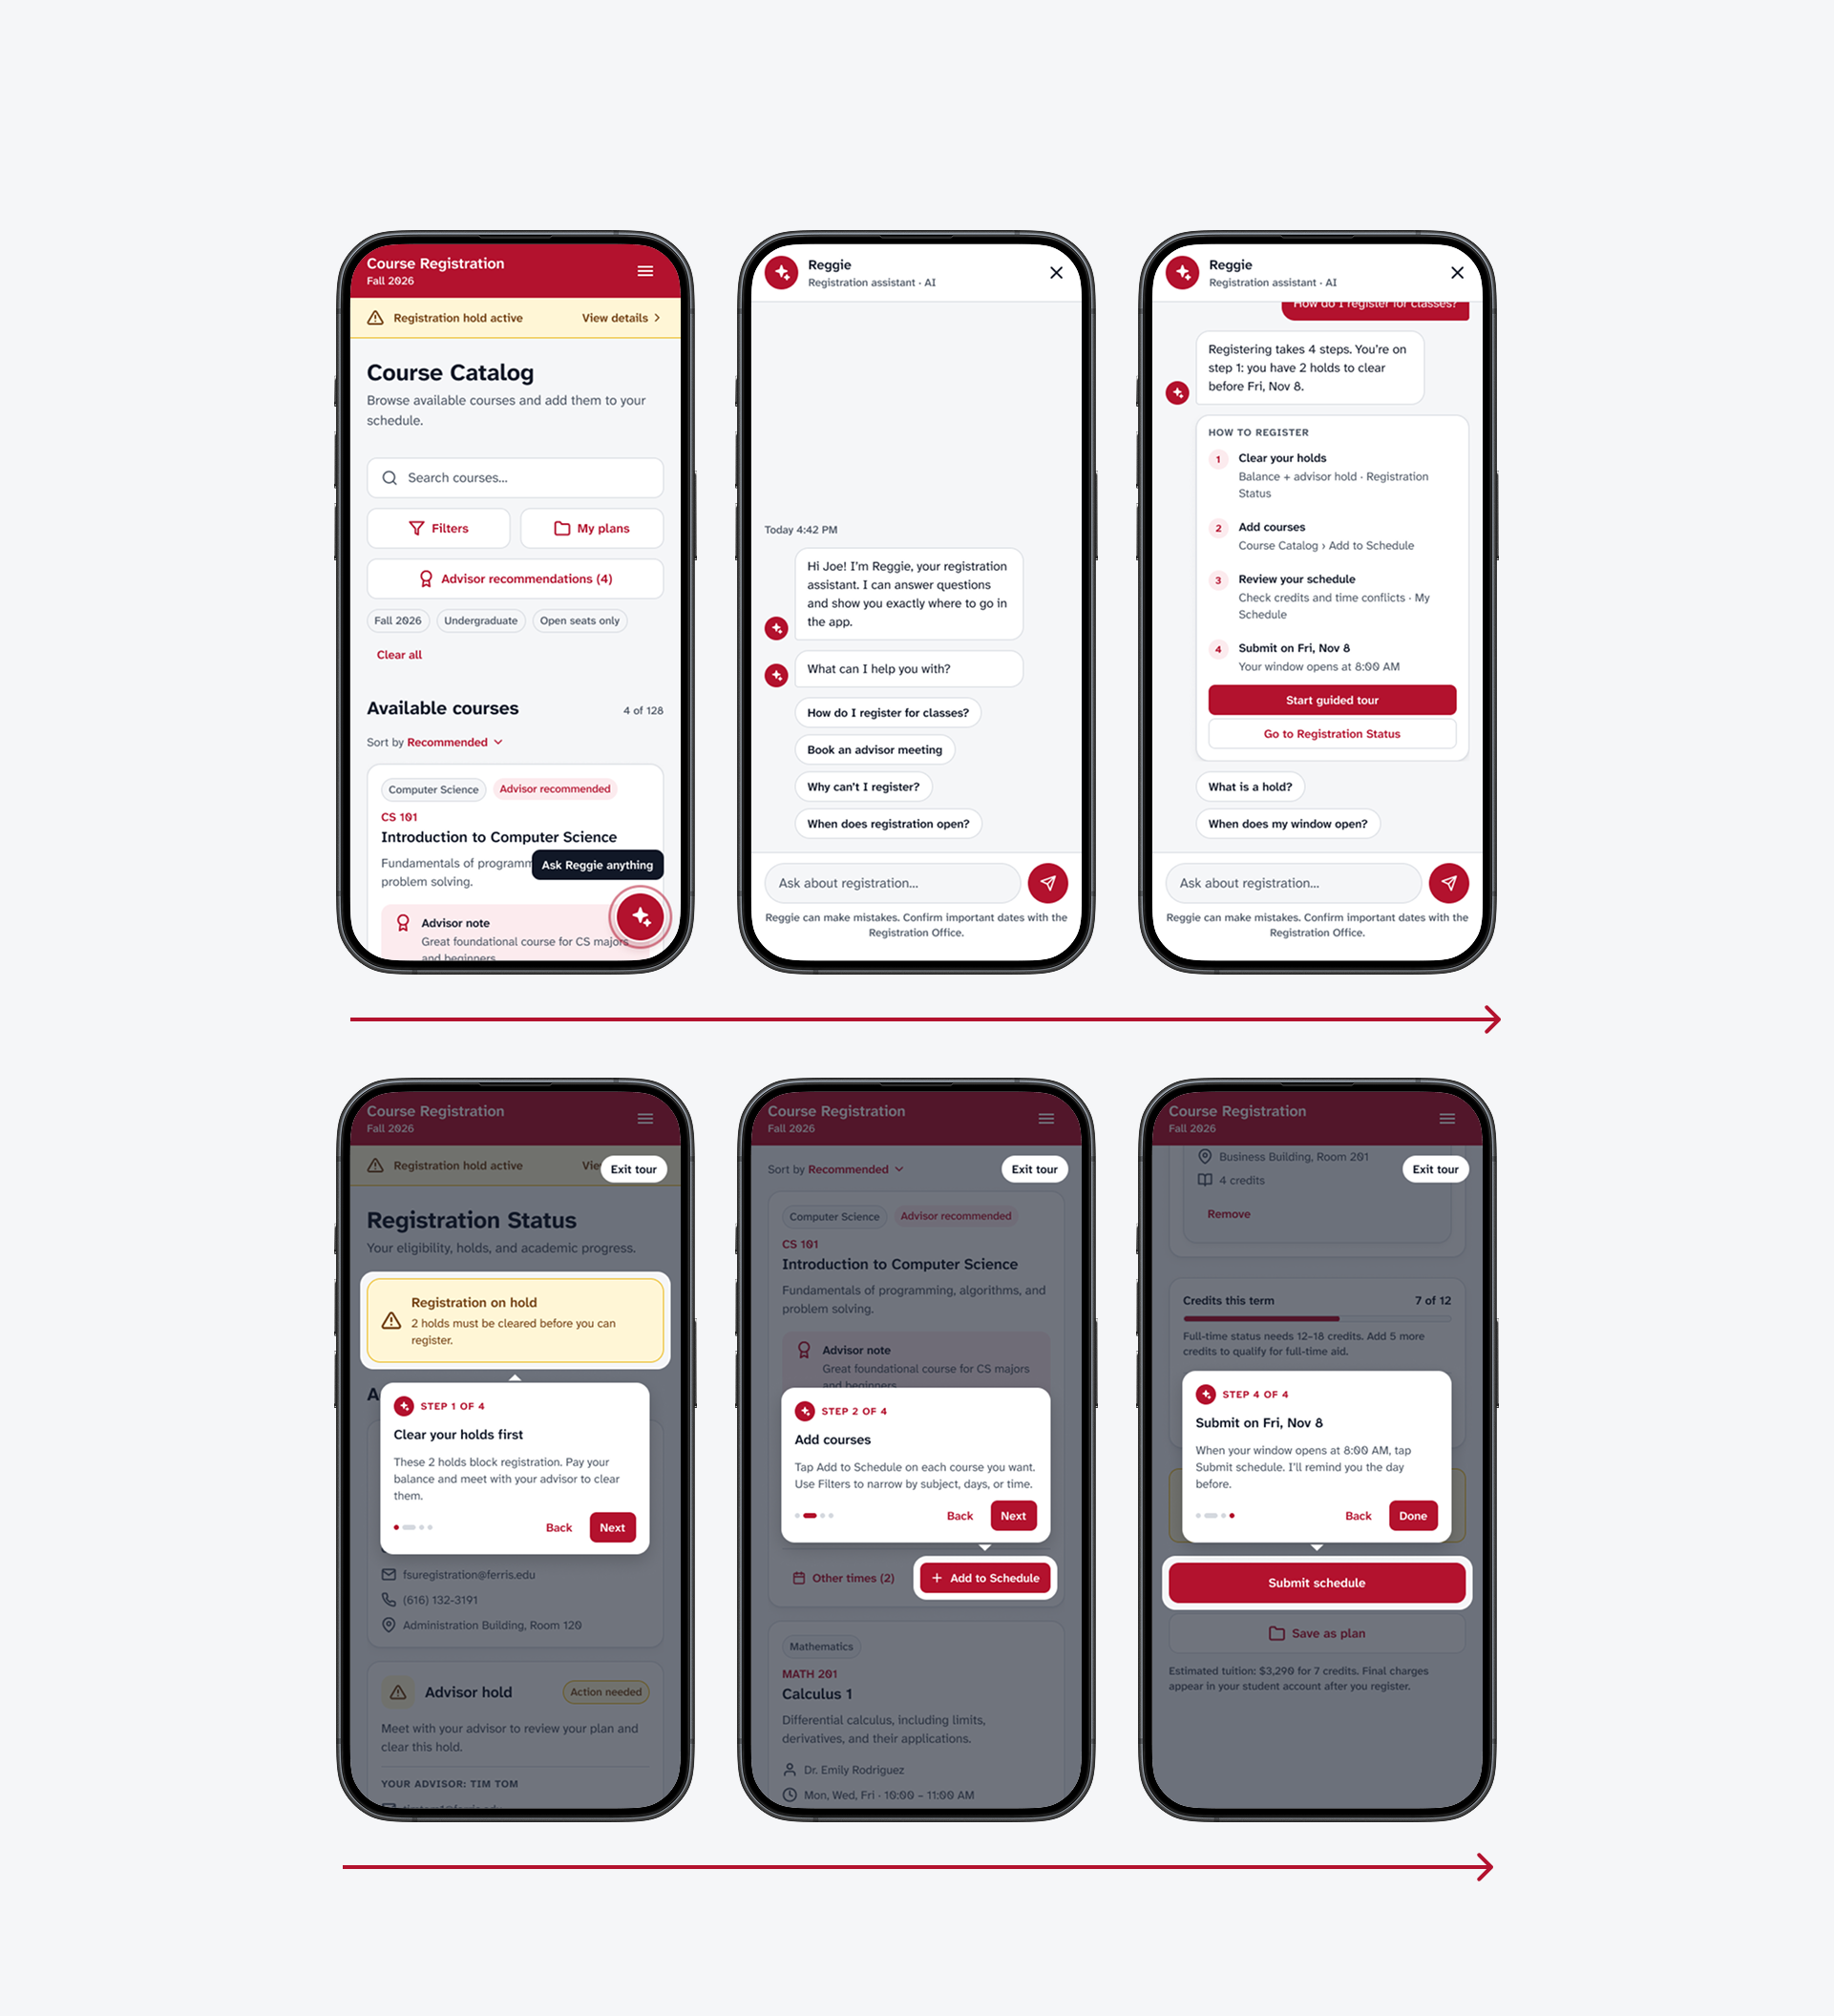 Course Registration
Fall 2026
Registration hold active
View details
Course Catalog
Browse available courses and add them to your
schedule.
Search courses...
Filters
My plans
Advisor recommendations (4)
Fall 2026
Undergraduate
Open seats only
Clear all
Available courses
4 of 128
Sort by Recommended
Computer Science
Advisor recommended
CS 101
Introduction to Computer Science
Fundamentals of programm
Ask Reggie anything
problem solving.
Advisor note
Great foundational course for CS majors
and beginners
Reggie
Registration assistant · AI
Today 4:42 PM
Hi Joe! I'm Reggie, your registration
assistant. I can answer questions
and show you exactly where to go in
the app.
What can I help you with?
How do I register for classes?
Book an advisor meeting
Why can't I register?
When does registration open?
Ask about registration...
Reggie can make mistakes. Confirm important dates with the
Registration Office.
Reggie
Registration assistant · AI
How do I register for classes?
Registering takes 4 steps. You're on
step 1: you have 2 holds to clear
before Fri, Nov 8.
HOW TO REGISTER
1 Clear your holds
Balance + advisor hold · Registration
Status
2 Add courses
Course Catalog › Add to Schedule
3 Review your schedule
Check credits and time conflicts · My
Schedule
4 Submit on Fri, Nov 8
Your window opens at 8:00 AM
Start guided tour
Go to Registration Status
What is a hold?
When does my window open?
Ask about registration...
Reggie can make mistakes. Confirm important dates with the
Registration Office.
Course Registration
Fall 2026
Registration hold active
Vie
Exit tour
Registration Status
Your eligibility, holds, and academic progress.
Registration on hold
2 holds must be cleared before you can
register.
A
STEP 1 OF 4
Clear your holds first
These 2 holds block registration. Pay your
balance and meet with your advisor to clear
them.
Back
Next
fsuregistration@ferris.edu
(616) 132-3191
Administration Building, Room 120
Advisor hold
Action needed
Meet with your advisor to review your plan and
clear this hold.
YOUR ADVISOR: TIM TOM
Course Registration
Fall 2026
Sort by Recommended
Exit tour
Computer Science
Advisor recommended
CS 101
Introduction to Computer Science
Fundamentals of programming, algorithms, and
problem solving.
Advisor note
Great foundational course for CS majors
and beginners
STEP 2 OF 4
Add courses
Tap Add to Schedule on each course you want.
Use Filters to narrow by subject, days, or time.
Back
Next
Other times (2)
+ Add to Schedule
Mathematics
MATH 201
Calculus 1
Differential calculus, including limits,
derivatives, and their applications.
Dr. Emily Rodriguez
Mon, Wed, Fri · 10:00 – 11:00 AM
Course Registration
Fall 2026
Business Building, Room 201
Exit tour
4 credits
Remove
Credits this term
7 of 12
Full-time status needs 12–18 credits. Add 5 more
credits to qualify for full-time aid.
STEP 4 OF 4
Submit on Fri, Nov 8
When your window opens at 8:00 AM, tap
Submit schedule. I'll remind you the day
before.
Back
Done
Submit schedule
Save as plan
Estimated tuition: $3,290 for 7 credits. Final charges
appear in your student account after you register.